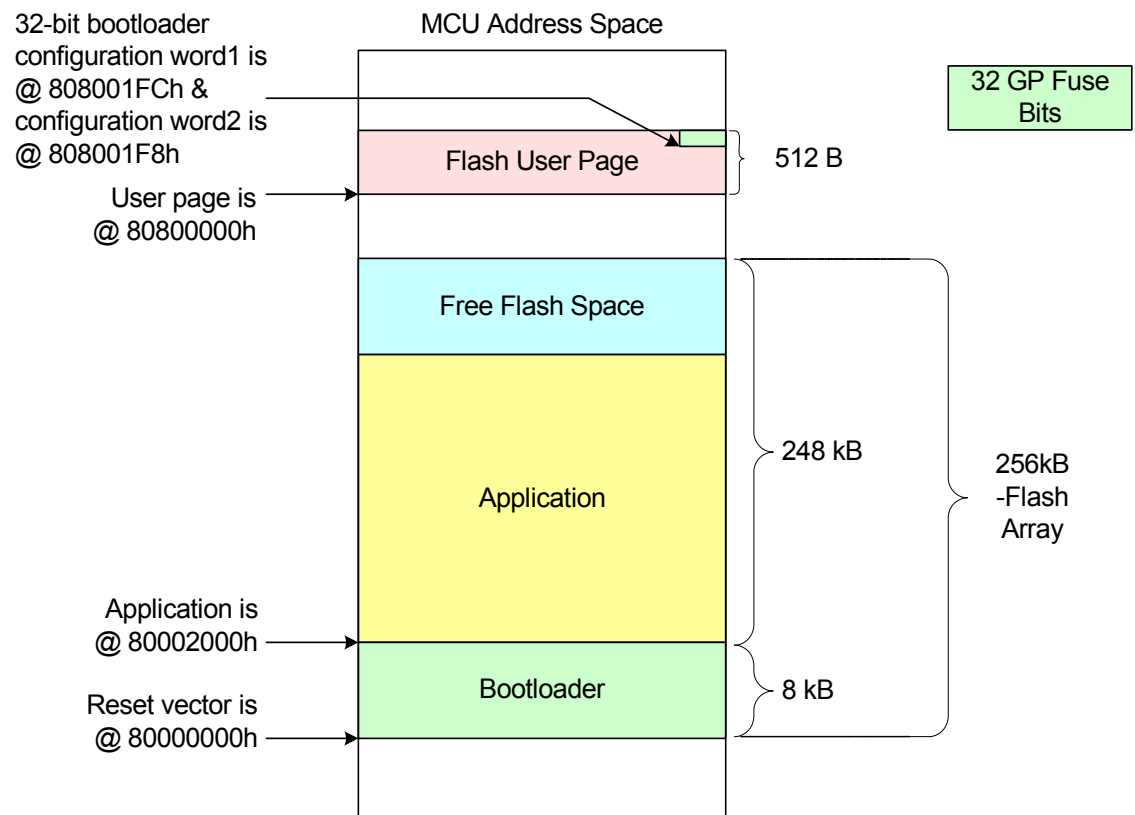 32-bit bootloader
configuration word1 is
@ 808001FCh &
configuration word2 is
@ 808001F8h
MCU Address Space
32 GP Fuse
Bits
Flash User Page
512 B
User page is
@ 80800000h
Free Flash Space
Application
248 kB
256kB
-Flash
Array
Application is
@ 80002000h
Bootloader
8 kB
Reset vector is
@ 80000000h